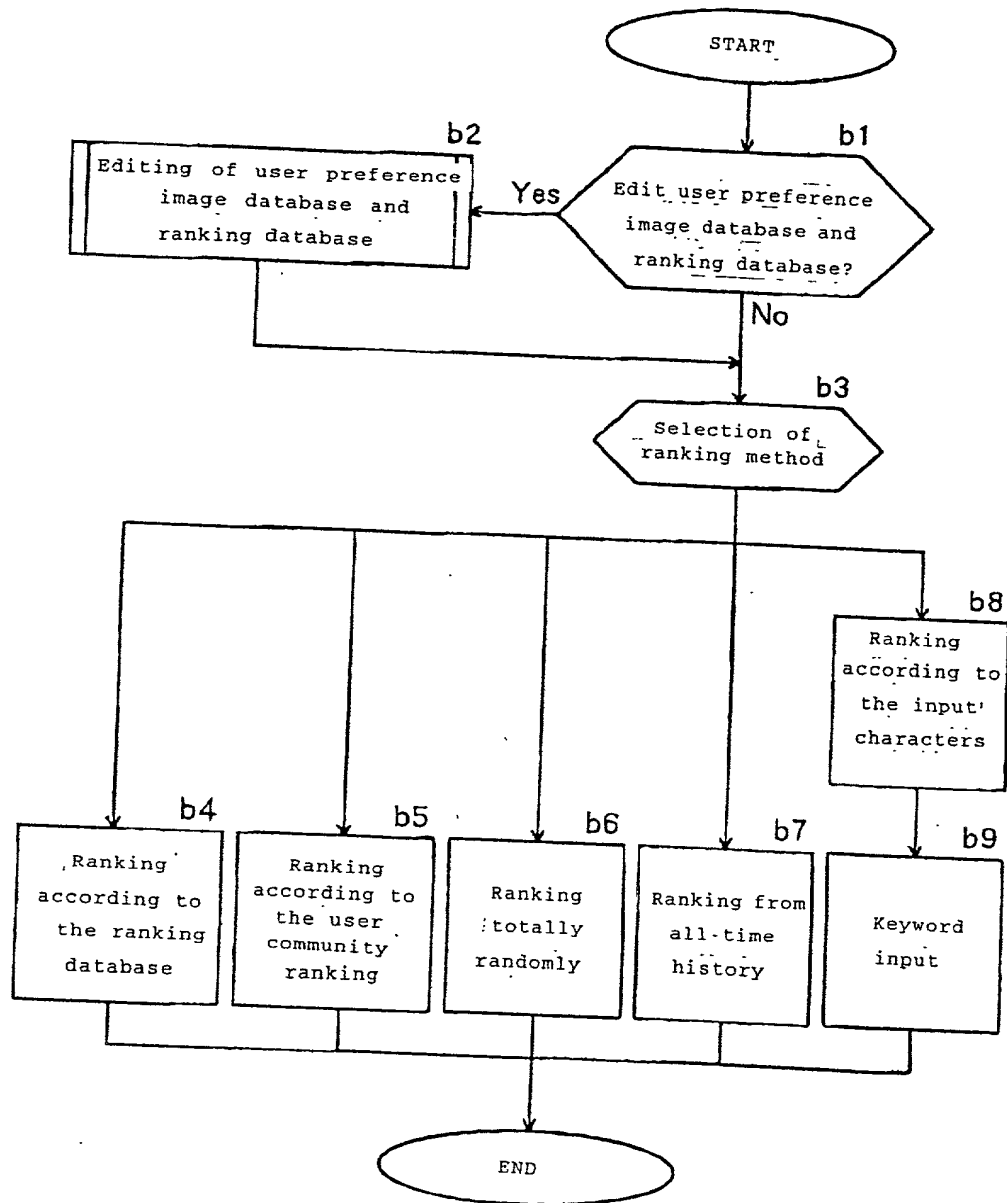 START
b1
Edit user preference
image database and
ranking database?
Yes
b2
Editing of user preference
image database and
ranking database
No
b3
Selection of
ranking method
b8
Ranking
according to
the input
characters
b4
Ranking
according to
the ranking
database
b5
Ranking
according to
the user
community
ranking
b6
Ranking
totally
randomly
b7
Ranking from
all-time
history
b9
Keyword
input
END